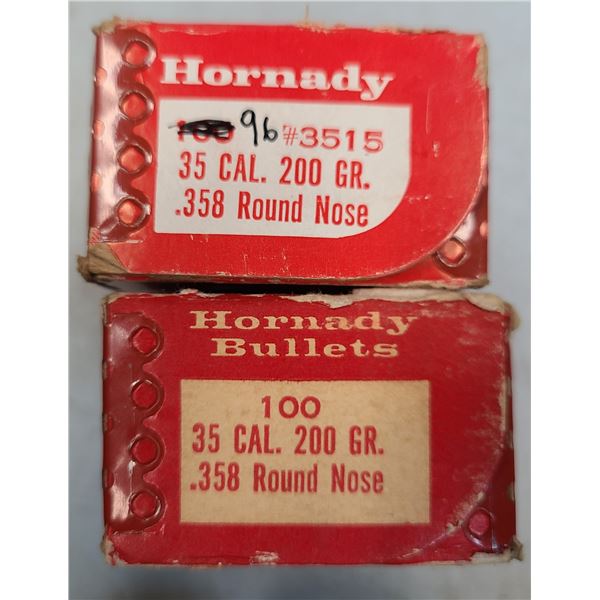 Hornady
100 96 #3515
35 CAL. 200 GR.
.358 Round Nose
Hornady
Bullets
100
35 CAL. 200 GR.
.358 Round Nose